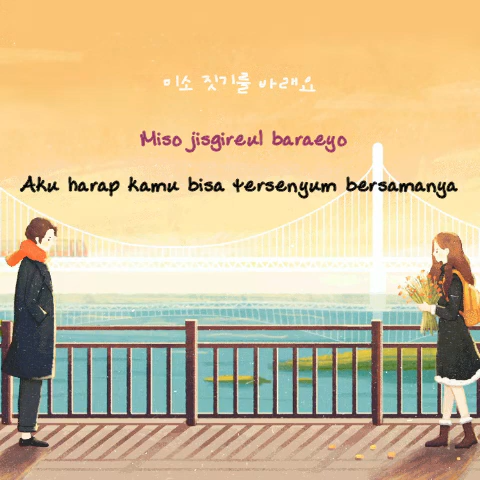 미소 짓기를 바래요
Miso jisgireul baraeyo
Aku harap kamu bisa tersenyum bersamanya